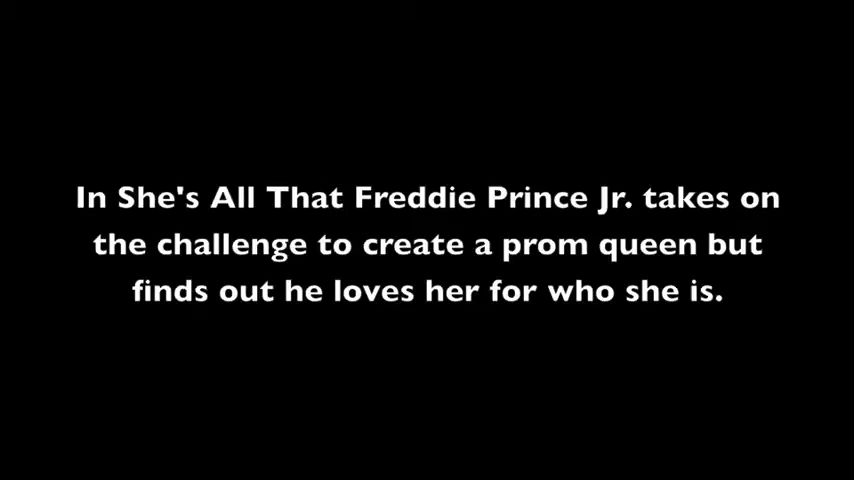 In She's All That Freddie Prince Jr. takes on
the challenge to create a prom queen but
finds out he loves her for who she is.